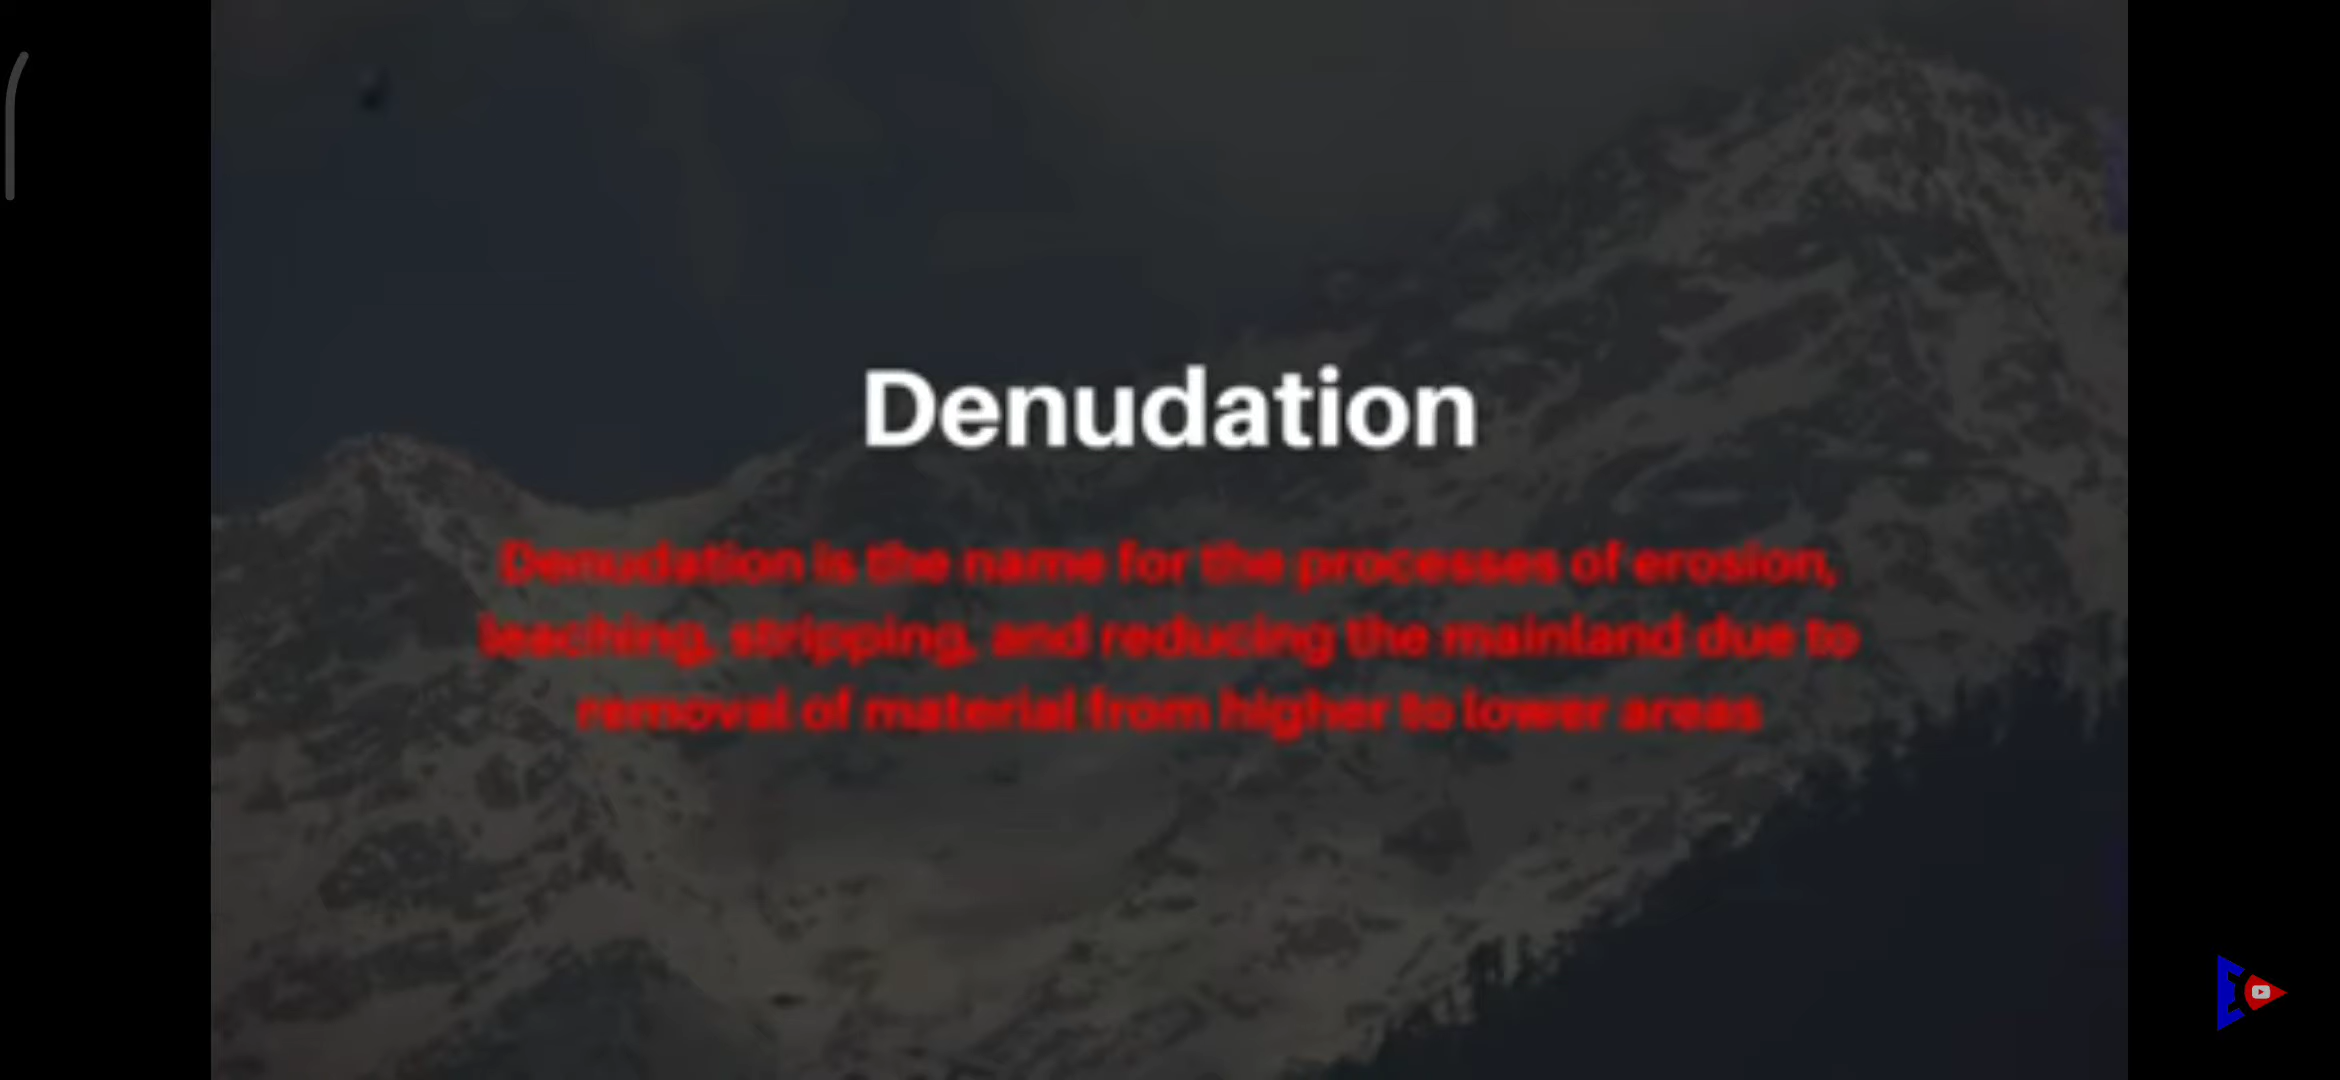 Denudation
Denudation is the name for the processes of erosion,
leaching, stripping, and reducing the mainland due to
removal of material from higher to lower areas